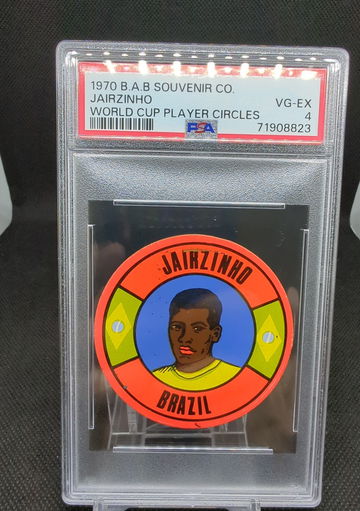 1970 B.A.B SOUVENIR CO.
JAIRZINHO VG-EX
WORLD CUP PLAYER CIRCLES 4
PSA 71908823
JAIRZINHO
BRAZIL